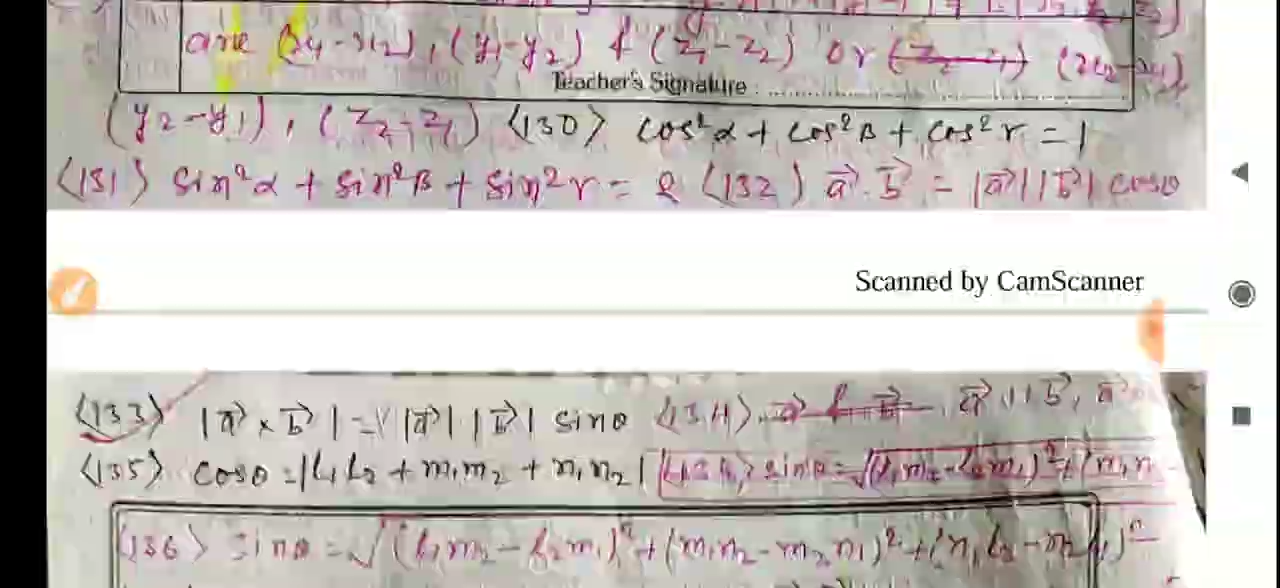 are (x1-x2), (y1-y2) & (z1-z2) or (x2-x1),
Teacher's Signature :
(y2-y1), (z2-z1) <130> cos²α + cos²β + cos²γ = 1
<131> sin²α + sin²β + sin²γ = 2 <132> a⃗.b⃗ = |a⃗||b⃗| cosθ
Scanned by CamScanner
<133> |a⃗ × b⃗| = |a⃗|.|b⃗| sinθ <134> a⃗ || b⃗,
<135> cosθ = |l1l2 + m1m2 + n1n2|
<136> sinθ = √(l1m2 - l2m1)² + (m1n2 - m2n1)² + (n1l2 - n2l1)²